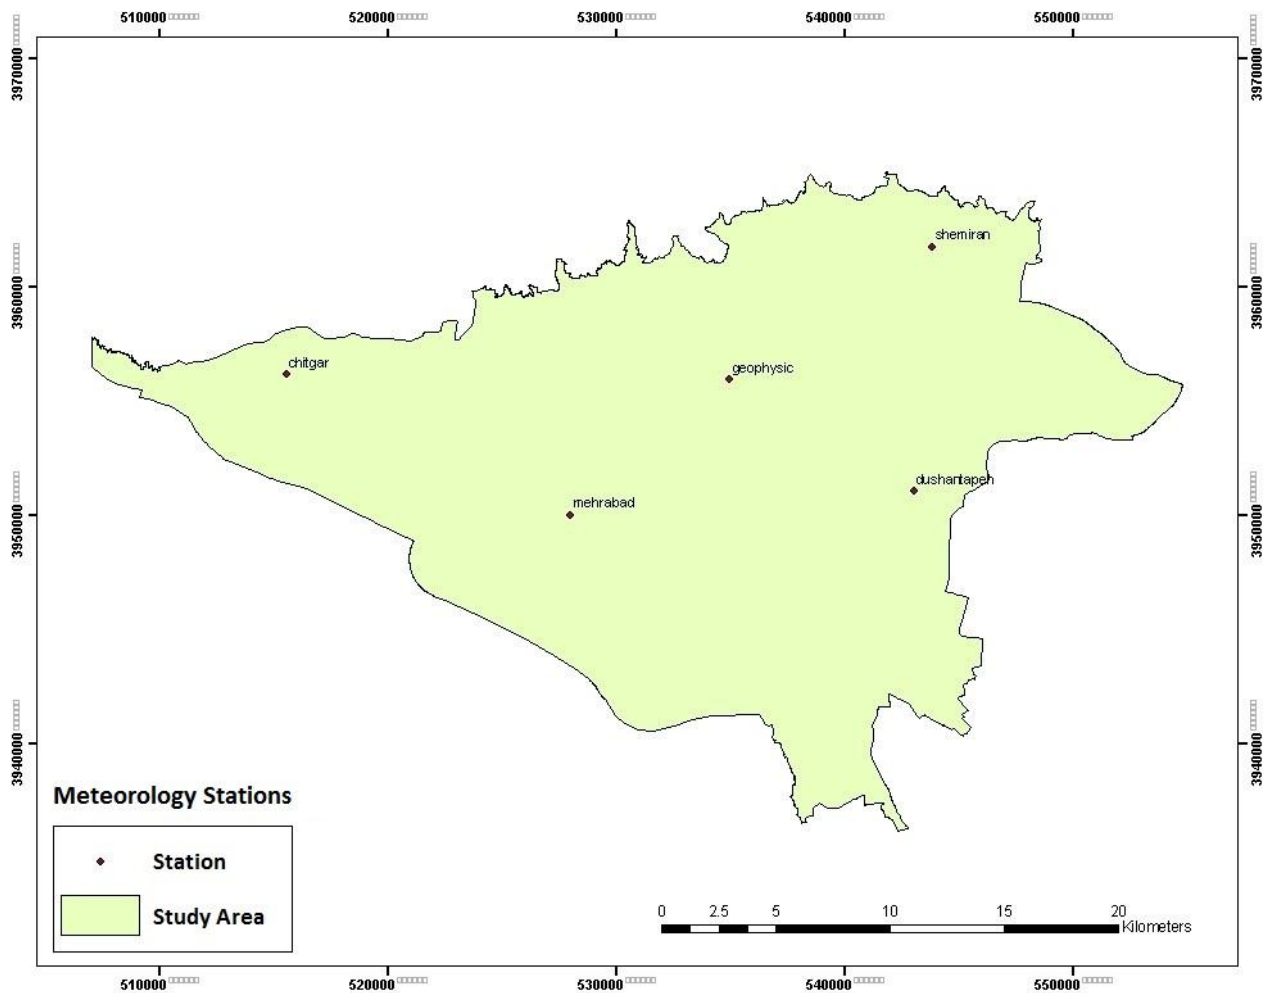 510000 520000 530000 540000 550000
3970000 3970000
shemiran
3960000 3960000
chitgar
geophysic
dushantapeh
mehrabad
3950000 3950000
3940000 3940000
Meteorology Stations
Station
Study Area
0 2.5 5 10 15 20
Kilometers
510000 520000 530000 540000 550000